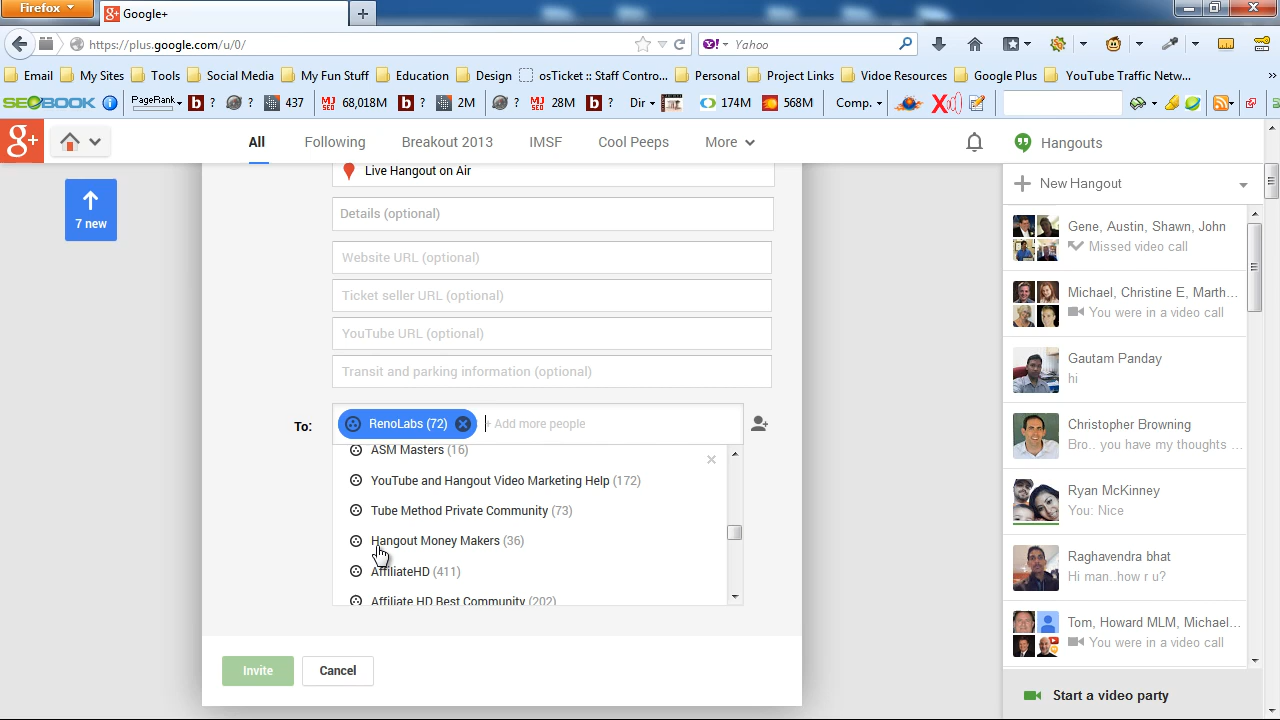 Firefox
Google+
https://plus.google.com/u/0/
Yahoo
Email
My Sites
Tools
Social Media
My Fun Stuff
Education
Design
osTicket :: Staff Contro...
Personal
Project Links
Vidoe Resources
Google Plus
YouTube Traffic Netw...
SEOBOOK
PageRank
?
?
437
68,018M
?
2M
?
28M
?
Dir
174M
568M
Comp.
g+
All
Following
Breakout 2013
IMSF
Cool Peeps
More
Hangouts
7 new
Live Hangout on Air
Details (optional)
Website URL (optional)
Ticket seller URL (optional)
YouTube URL (optional)
Transit and parking information (optional)
To:
RenoLabs (72)
+ Add more people
ASM Masters (16)
YouTube and Hangout Video Marketing Help (172)
Tube Method Private Community (73)
Hangout Money Makers (36)
AffiliateHD (411)
Affiliate HD Best Community (202)
Invite
Cancel
New Hangout
Gene, Austin, Shawn, John
Missed video call
Michael, Christine E, Marth...
You were in a video call
Gautam Panday
hi
Christopher Browning
Bro.. you have my thoughts ...
Ryan McKinney
You: Nice
Raghavendra bhat
Hi man..how r u?
Tom, Howard MLM, Michael...
You were in a video call
Start a video party